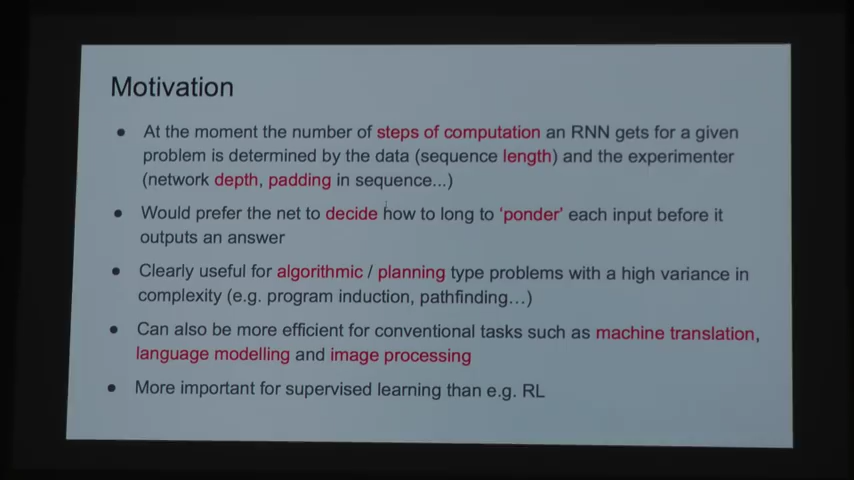 Motivation
● At the moment the number of steps of computation an RNN gets for a given
problem is determined by the data (sequence length) and the experimenter
(network depth, padding in sequence...)
● Would prefer the net to decide how to long to ‘ponder’ each input before it
outputs an answer
● Clearly useful for algorithmic / planning type problems with a high variance in
complexity (e.g. program induction, pathfinding…)
● Can also be more efficient for conventional tasks such as machine translation,
language modelling and image processing
● More important for supervised learning than e.g. RL